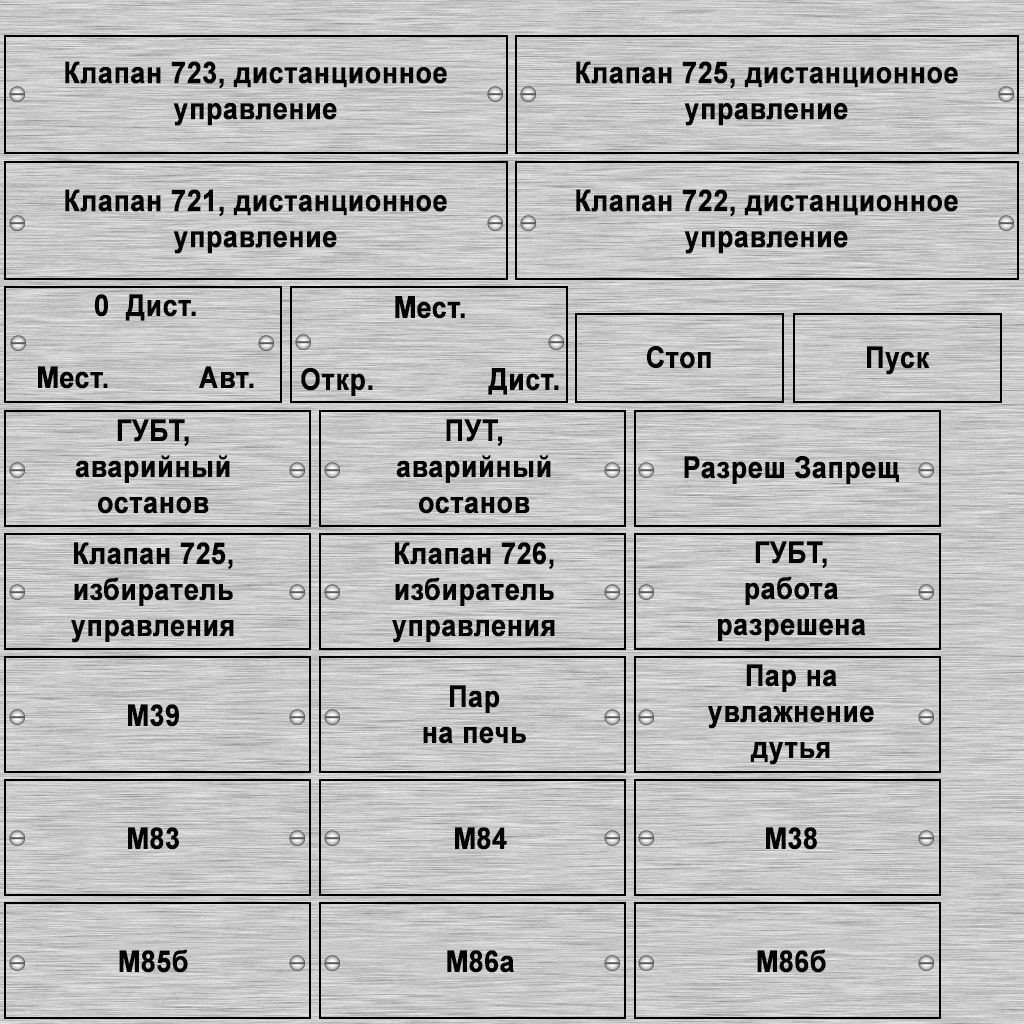 Клапан 723, дистанционное
управление
Клапан 725, дистанционное
управление
Клапан 721, дистанционное
управление
Клапан 722, дистанционное
управление
0 Дист.
Мест. Авт.
Мест.
Откр. Дист.
Стоп
Пуск
ГУБТ,
аварийный
останов
ПУТ,
аварийный
останов
Разреш Запрещ
Клапан 725,
избиратель
управления
Клапан 726,
избиратель
управления
ГУБТ,
работа
разрешена
М39
Пар
на печь
Пар на
увлажнение
дутья
М83
М84
М38
М85б
М86а
М86б